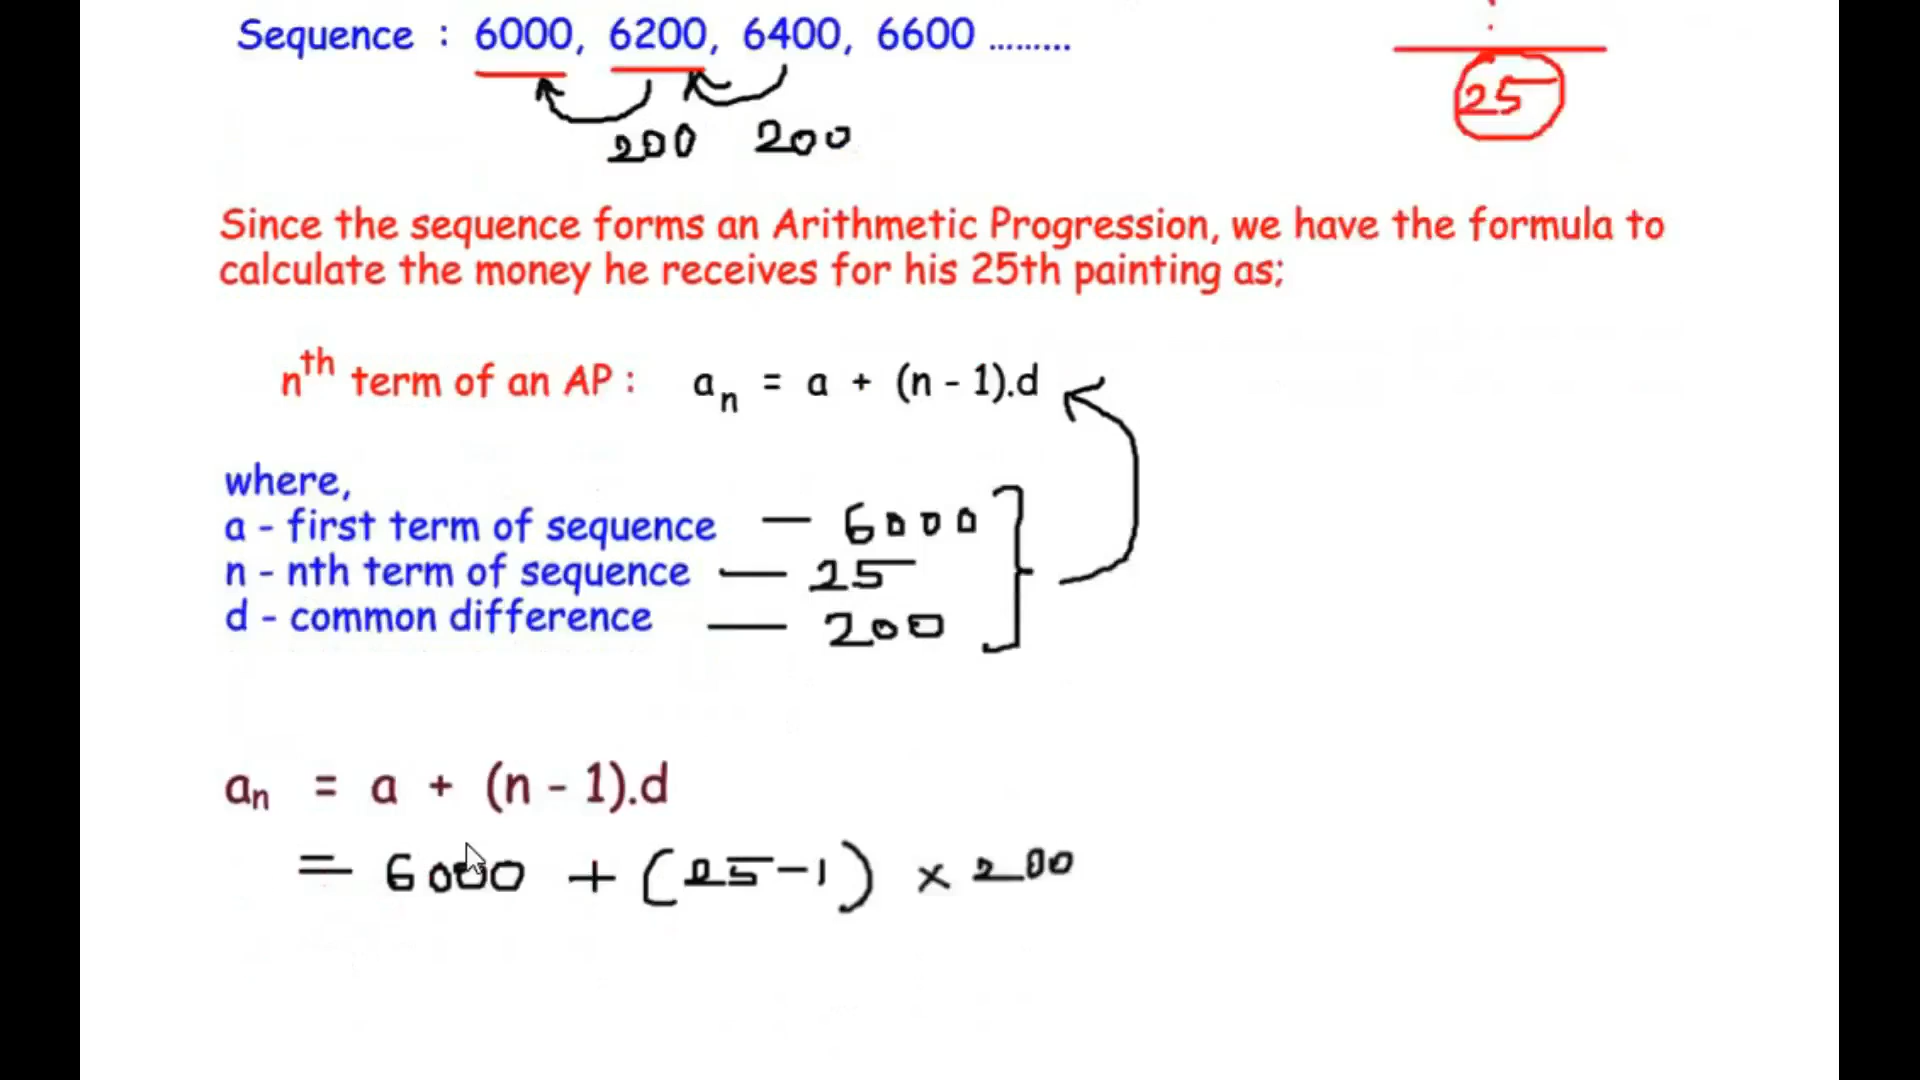 Sequence : 6000, 6200, 6400, 6600 .........
25
200 200
Since the sequence forms an Arithmetic Progression, we have the formula to
calculate the money he receives for his 25th painting as;
nth term of an AP : an = a + (n - 1).d
where,
a - first term of sequence — 6000
n - nth term of sequence — 25
d - common difference — 200
an = a + (n - 1).d
= 6000 + (25-1) × 200